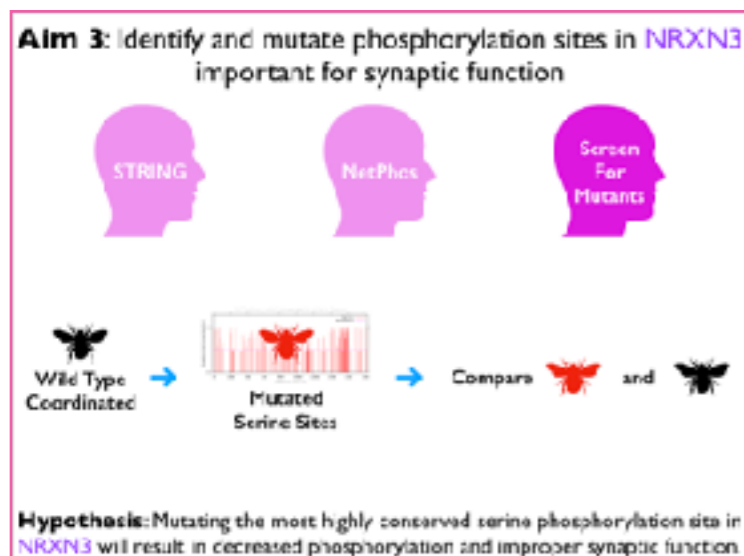 Aim 3: Identify and mutate phosphorylation sites in NRXN3
important for synaptic function
STRING
NetPhos
Screen
For
Mutants
Wild Type
Coordinated
Mutated
Serine Sites
Compare
and
Hypothesis: Mutating the most highly conserved serine phosphorylation site in
NRXN3 will result in decreased phosphorylation and improper synaptic function